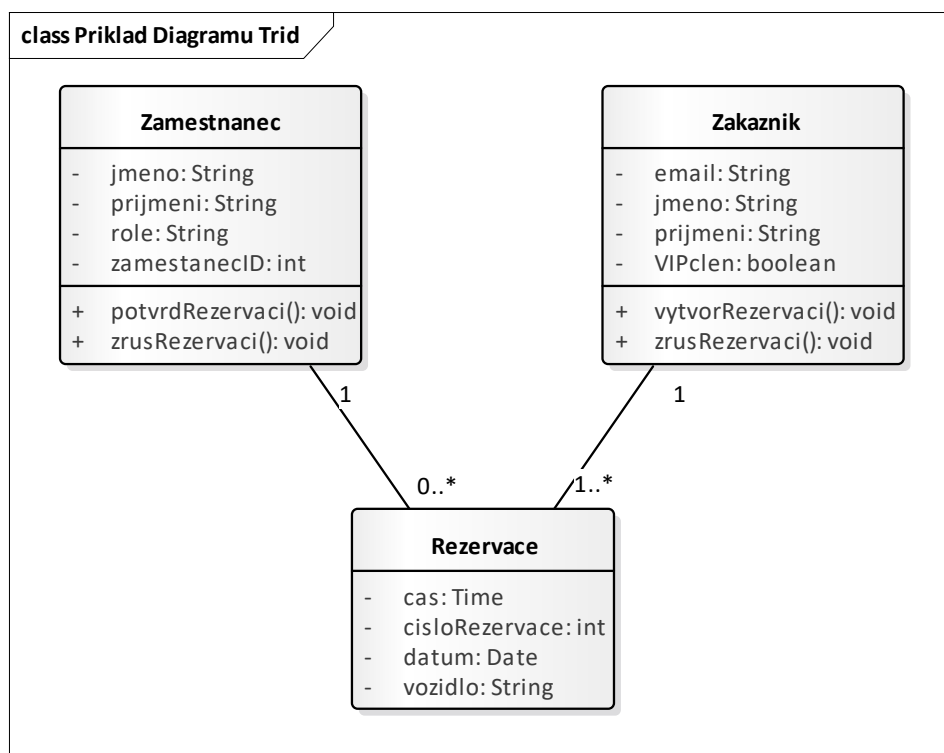 class Priklad Diagramu Trid
Zamestnanec
- jmeno: String
- prijmeni: String
- role: String
- zamestanecID: int
+ potvrdRezervaci(): void
+ zrusRezervaci(): void
Zakaznik
- email: String
- jmeno: String
- prijmeni: String
- VIPclen: boolean
+ vytvorRezervaci(): void
+ zrusRezervaci(): void
1
1
0..*
1..*
Rezervace
- cas: Time
- cisloRezervace: int
- datum: Date
- vozidlo: String